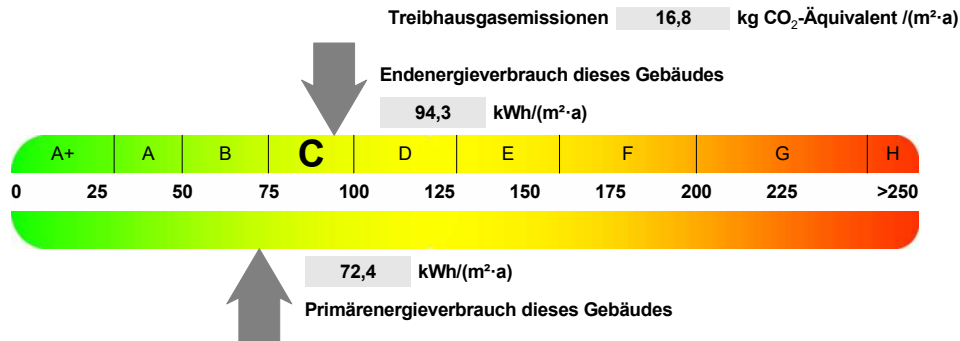 Treibhausgasemissionen 16,8 kg CO₂-Äquivalent /(m²·a)
Endenergieverbrauch dieses Gebäudes
94,3 kWh/(m²·a)
A+ A B C D E F G H
0 25 50 75 100 125 150 175 200 225 >250
72,4 kWh/(m²·a)
Primärenergieverbrauch dieses Gebäudes